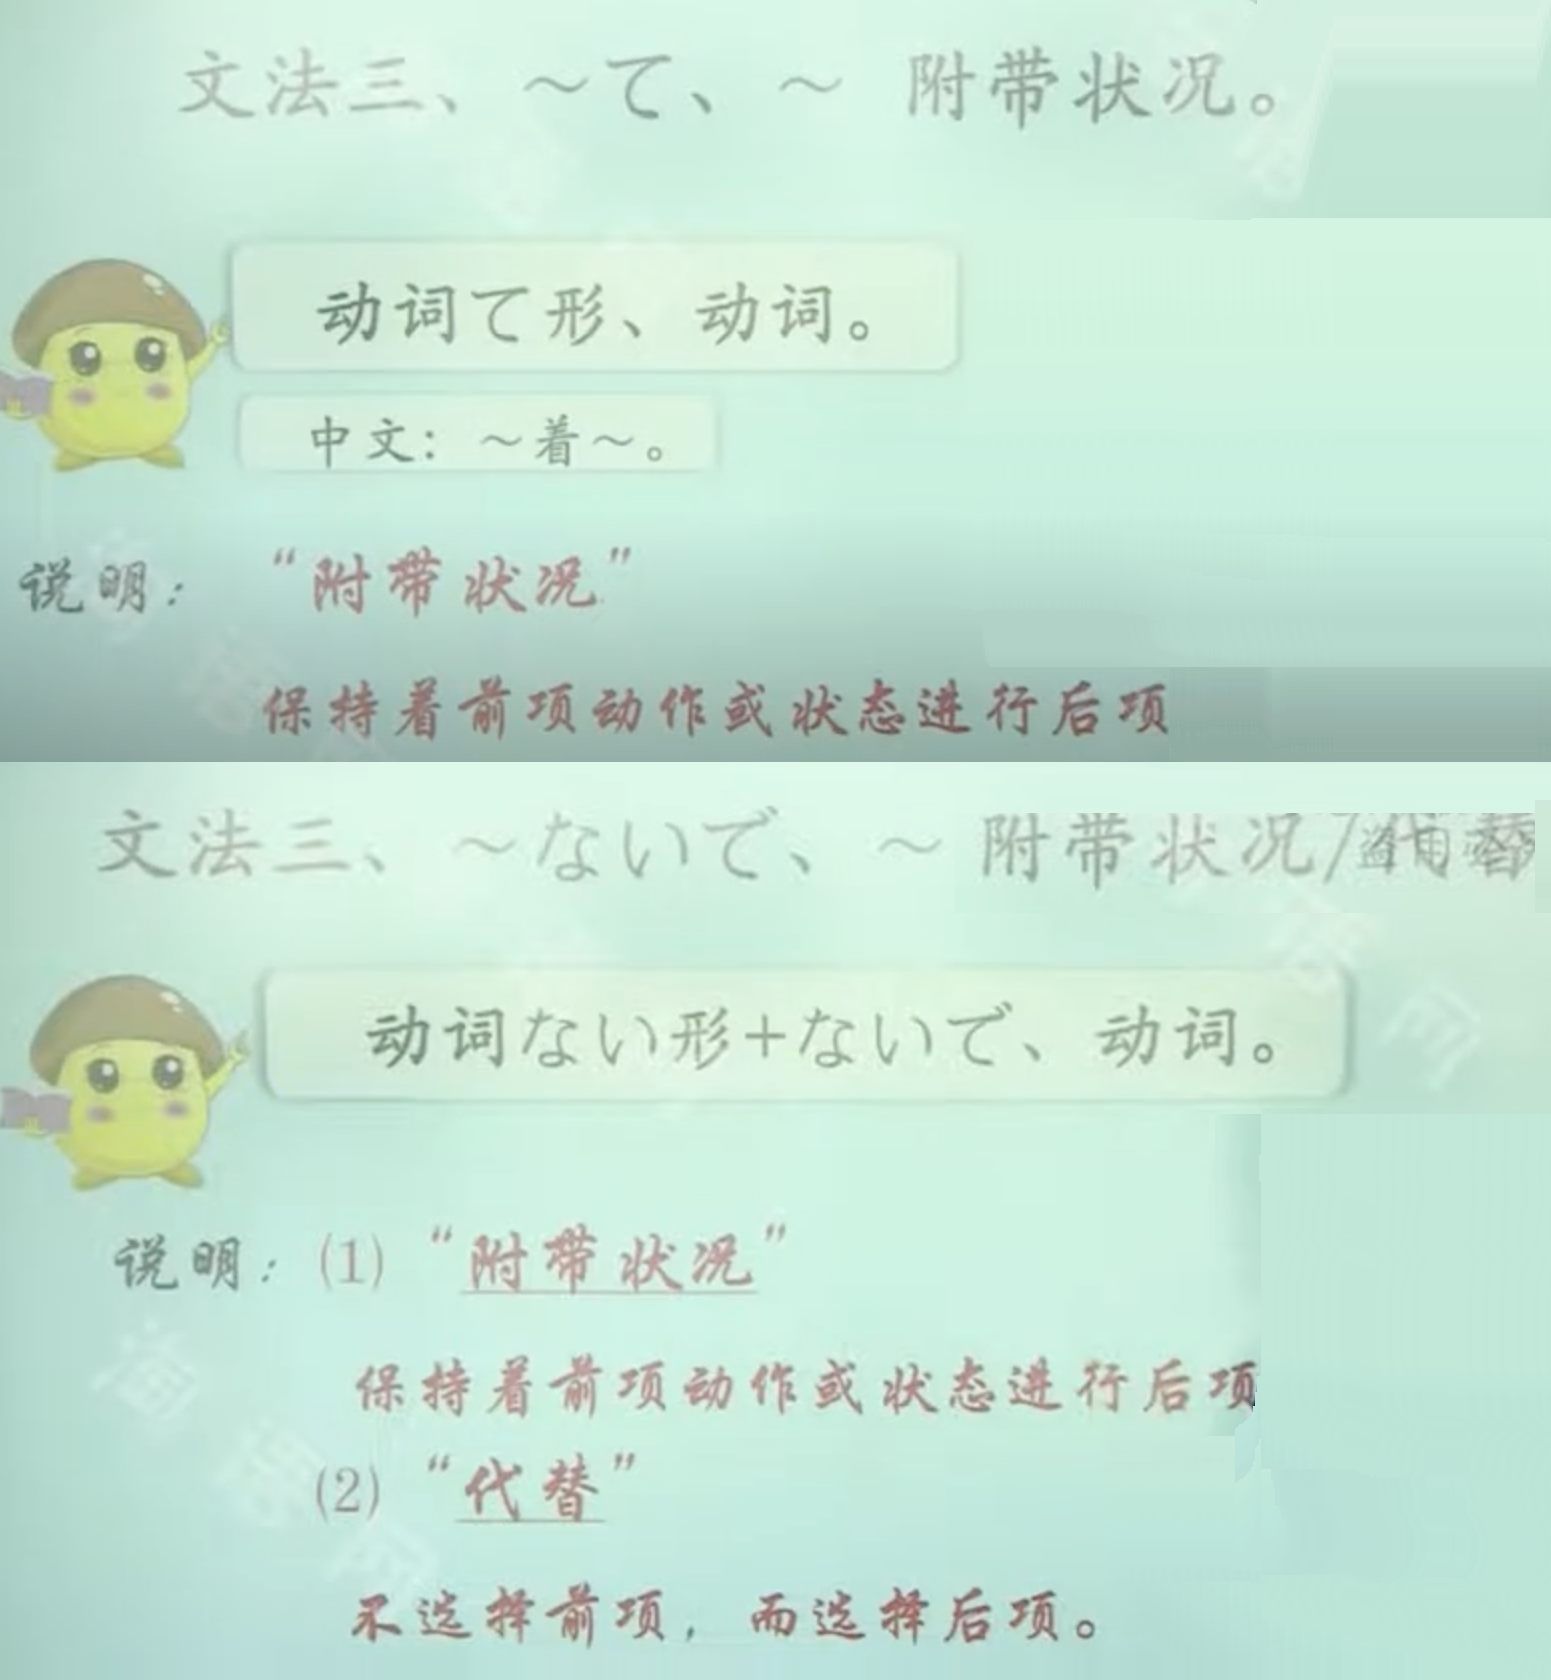 文法三、～て、～ 附带状况。
动词て形、动词。
中文：～着～。
说明： “附带状况”
保持着前项动作或状态进行后项
文法三、～ないで、～ 附带状况/代替
动词ない形+ないで、动词。
说明：(1) “附带状况”
保持着前项动作或状态进行后项
(2) “代替”
不选择前项，而选择后项。